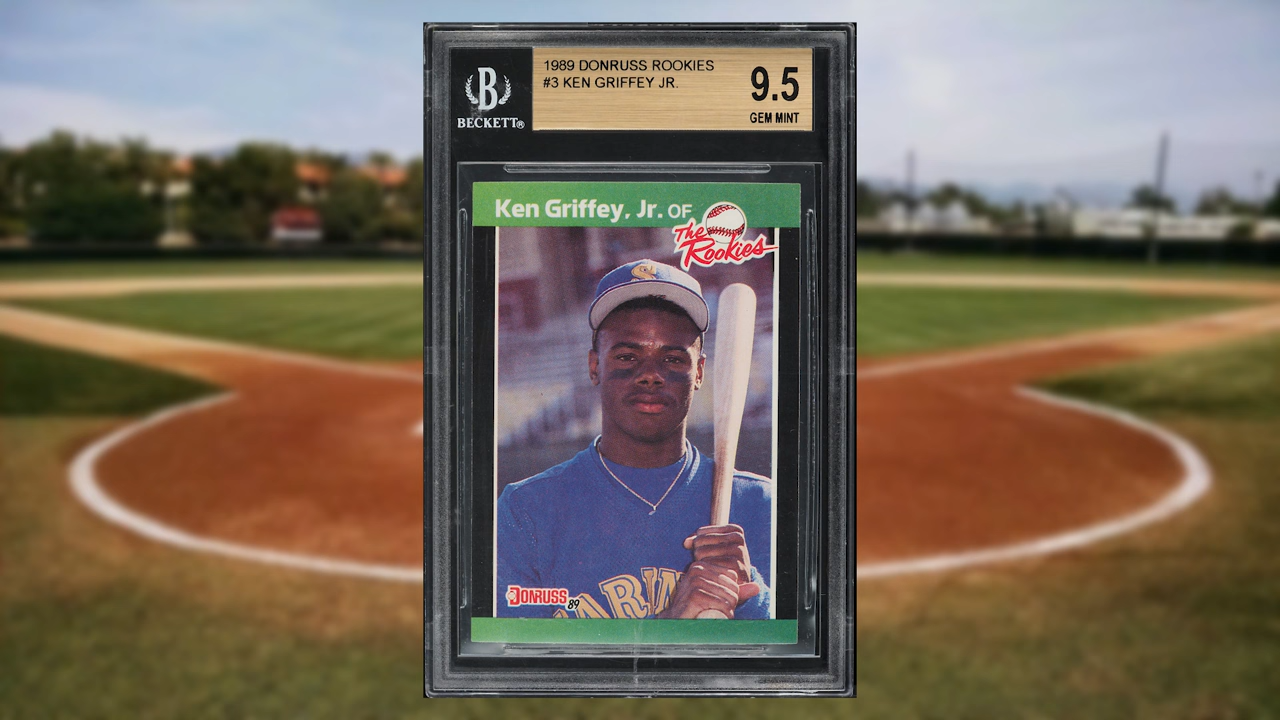 1989 DONRUSS ROOKIES
#3 KEN GRIFFEY JR.
9.5
GEM MINT
B
BECKETT®
Ken Griffey, Jr. OF
The
Rookies
S
DONRUSS 89
MARIN